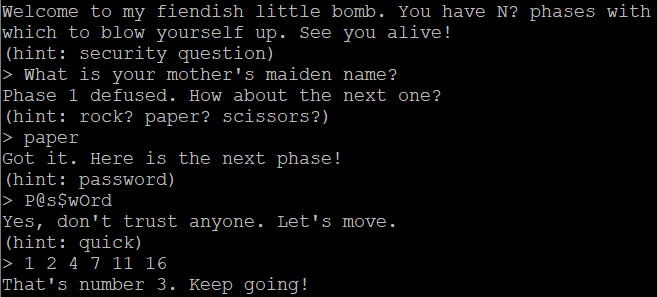 Welcome to my fiendish little bomb. You have N? phases with
which to blow yourself up. See you alive!
(hint: security question)
> What is your mother's maiden name?
Phase 1 defused. How about the next one?
(hint: rock? paper? scissors?)
> paper
Got it. Here is the next phase!
(hint: password)
> P@s$wOrd
Yes, don't trust anyone. Let's move.
(hint: quick)
> 1 2 4 7 11 16
That's number 3. Keep going!